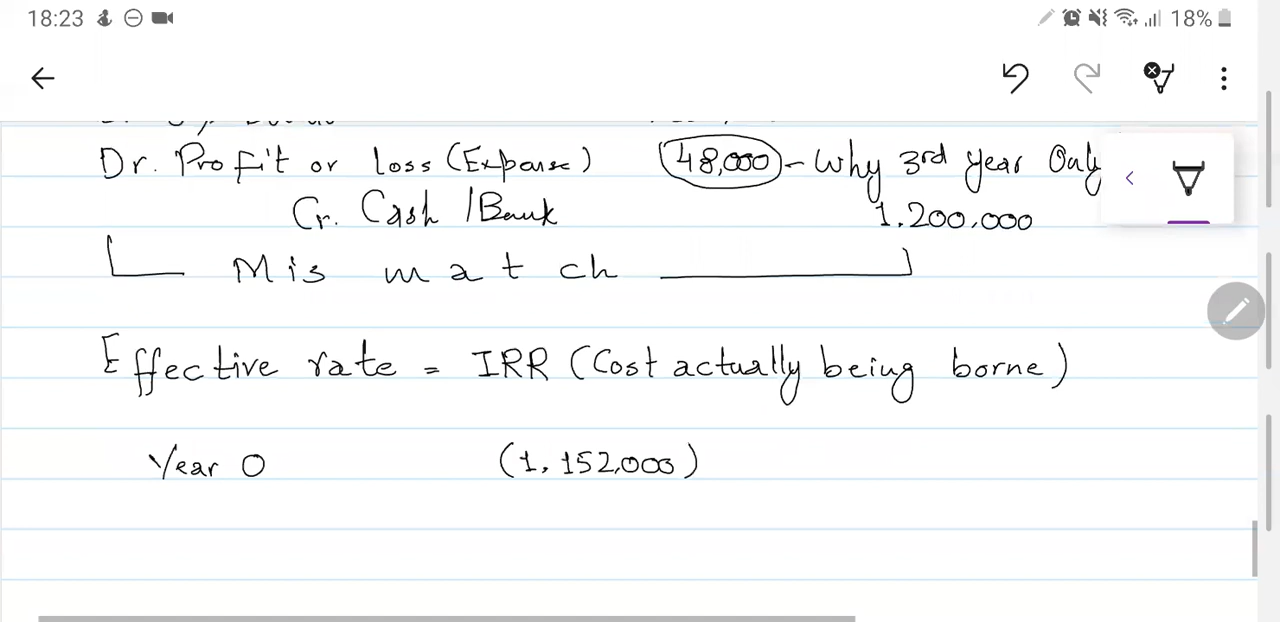 18:23 18%
Dr. Profit or loss (Expense) 48,000 - Why 3rd year Only
Cr. Cash / Bank 1,200,000
Mis match
Effective rate = IRR (Cost actually being borne)
Year 0 (1,152,000)